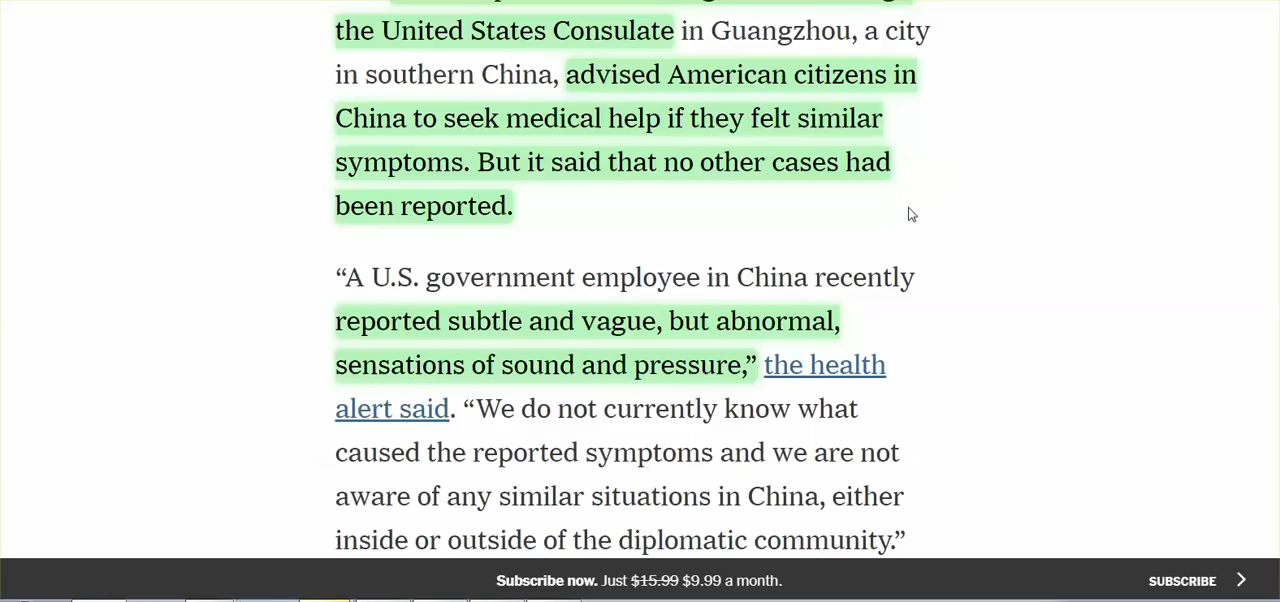 the United States Consulate in Guangzhou, a city
in southern China, advised American citizens in
China to seek medical help if they felt similar
symptoms. But it said that no other cases had
been reported.
“A U.S. government employee in China recently
reported subtle and vague, but abnormal,
sensations of sound and pressure,” the health
alert said. “We do not currently know what
caused the reported symptoms and we are not
aware of any similar situations in China, either
inside or outside of the diplomatic community.”
Subscribe now. Just $15.99 $9.99 a month.
SUBSCRIBE